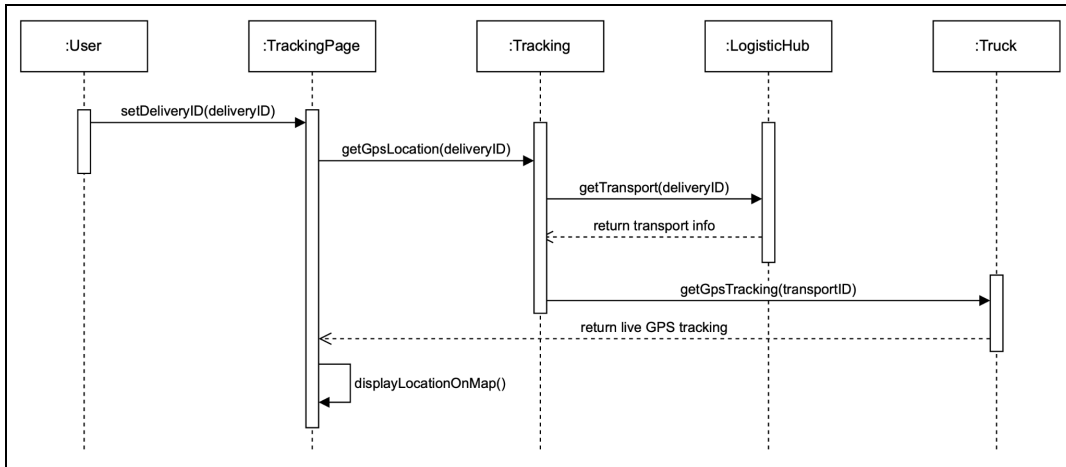 :User
:TrackingPage
:Tracking
:LogisticHub
:Truck
setDeliveryID(deliveryID)
getGpsLocation(deliveryID)
getTransport(deliveryID)
return transport info
getGpsTracking(transportID)
return live GPS tracking
displayLocationOnMap()